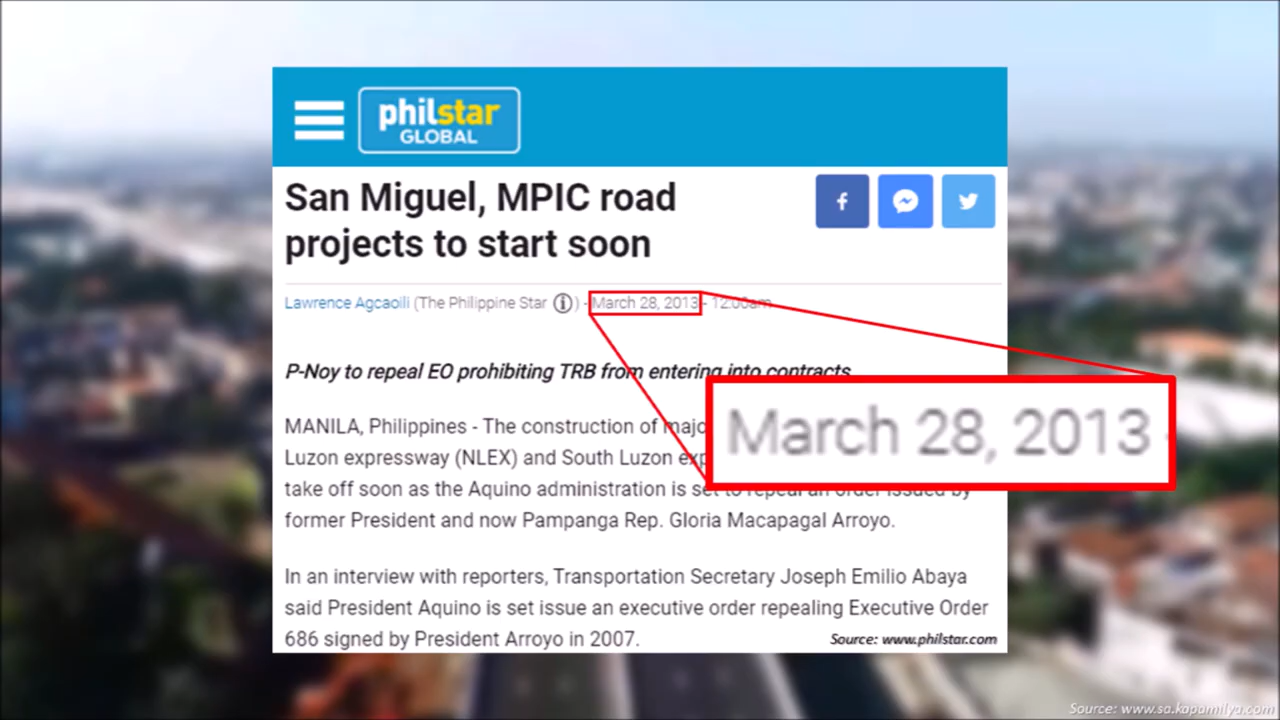 philstar
GLOBAL
San Miguel, MPIC road
projects to start soon
Lawrence Agcaoili (The Philippine Star ) - March 28, 2013 - 12:00am
P-Noy to repeal EO prohibiting TRB from entering into contracts
March 28, 2013
MANILA, Philippines - The construction of
Luzon expressway (NLEX) and South Luzon
take off soon as the Aquino administration is set to repeal an order issued by
former President and now Pampanga Rep. Gloria Macapagal Arroyo.
In an interview with reporters, Transportation Secretary Joseph Emilio Abaya
said President Aquino is set issue an executive order repealing Executive Order
686 signed by President Arroyo in 2007.
Source: www.philstar.com
Source: www.sa.kapamilya.com